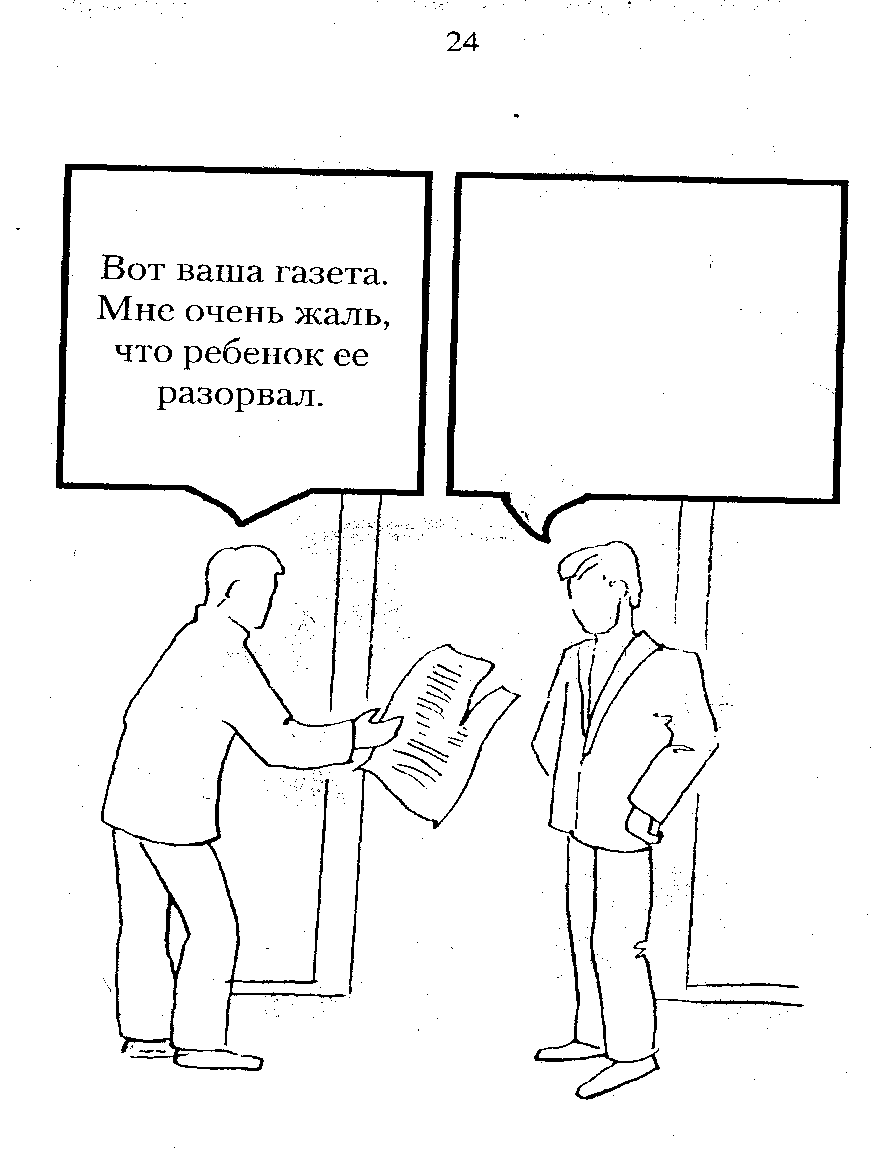 24
Вот ваша газета.
Мне очень жаль,
что ребенок ее
разорвал.